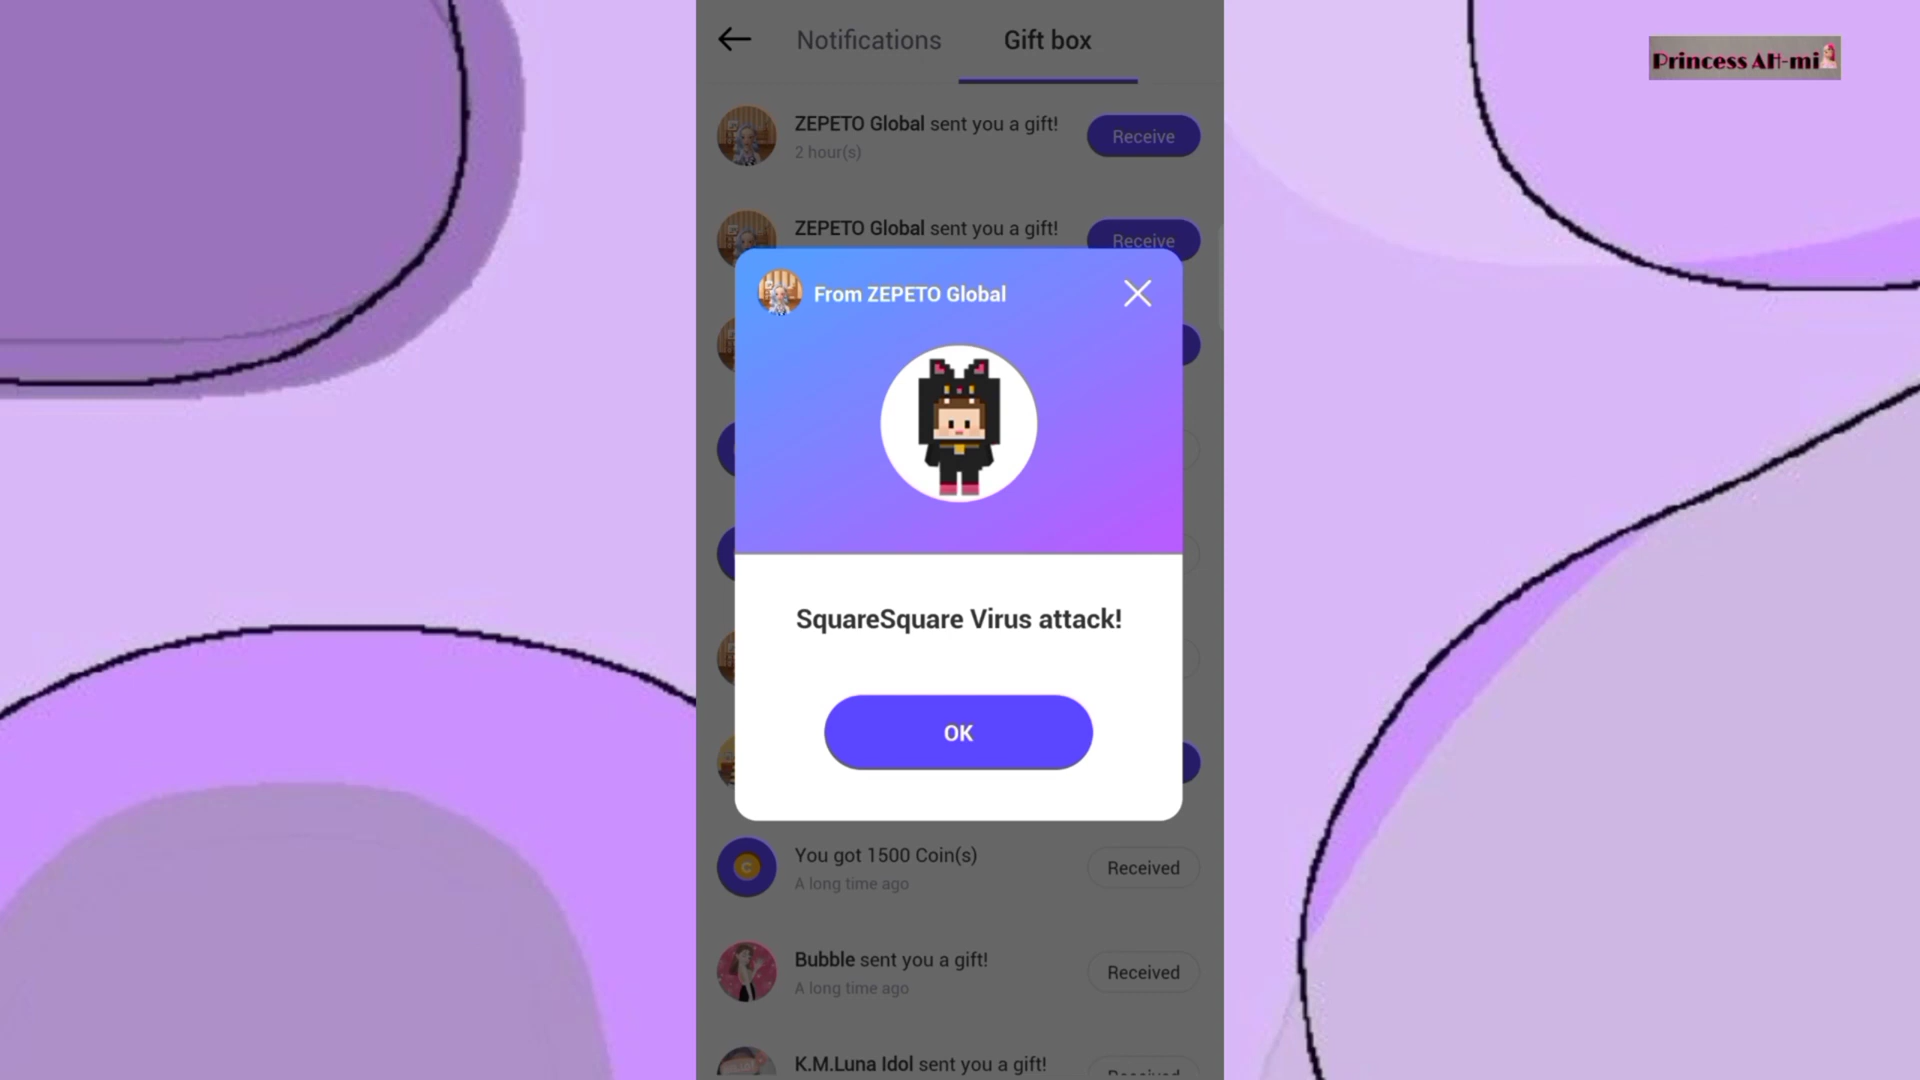 Notifications
Gift box
Princess AH-mi
ZEPETO Global sent you a gift!
2 hour(s)
Receive
ZEPETO Global sent you a gift!
Receive
From ZEPETO Global
SquareSquare Virus attack!
OK
You got 1500 Coin(s)
A long time ago
Received
Bubble sent you a gift!
A long time ago
Received
K.M.Luna Idol sent you a gift!
Received